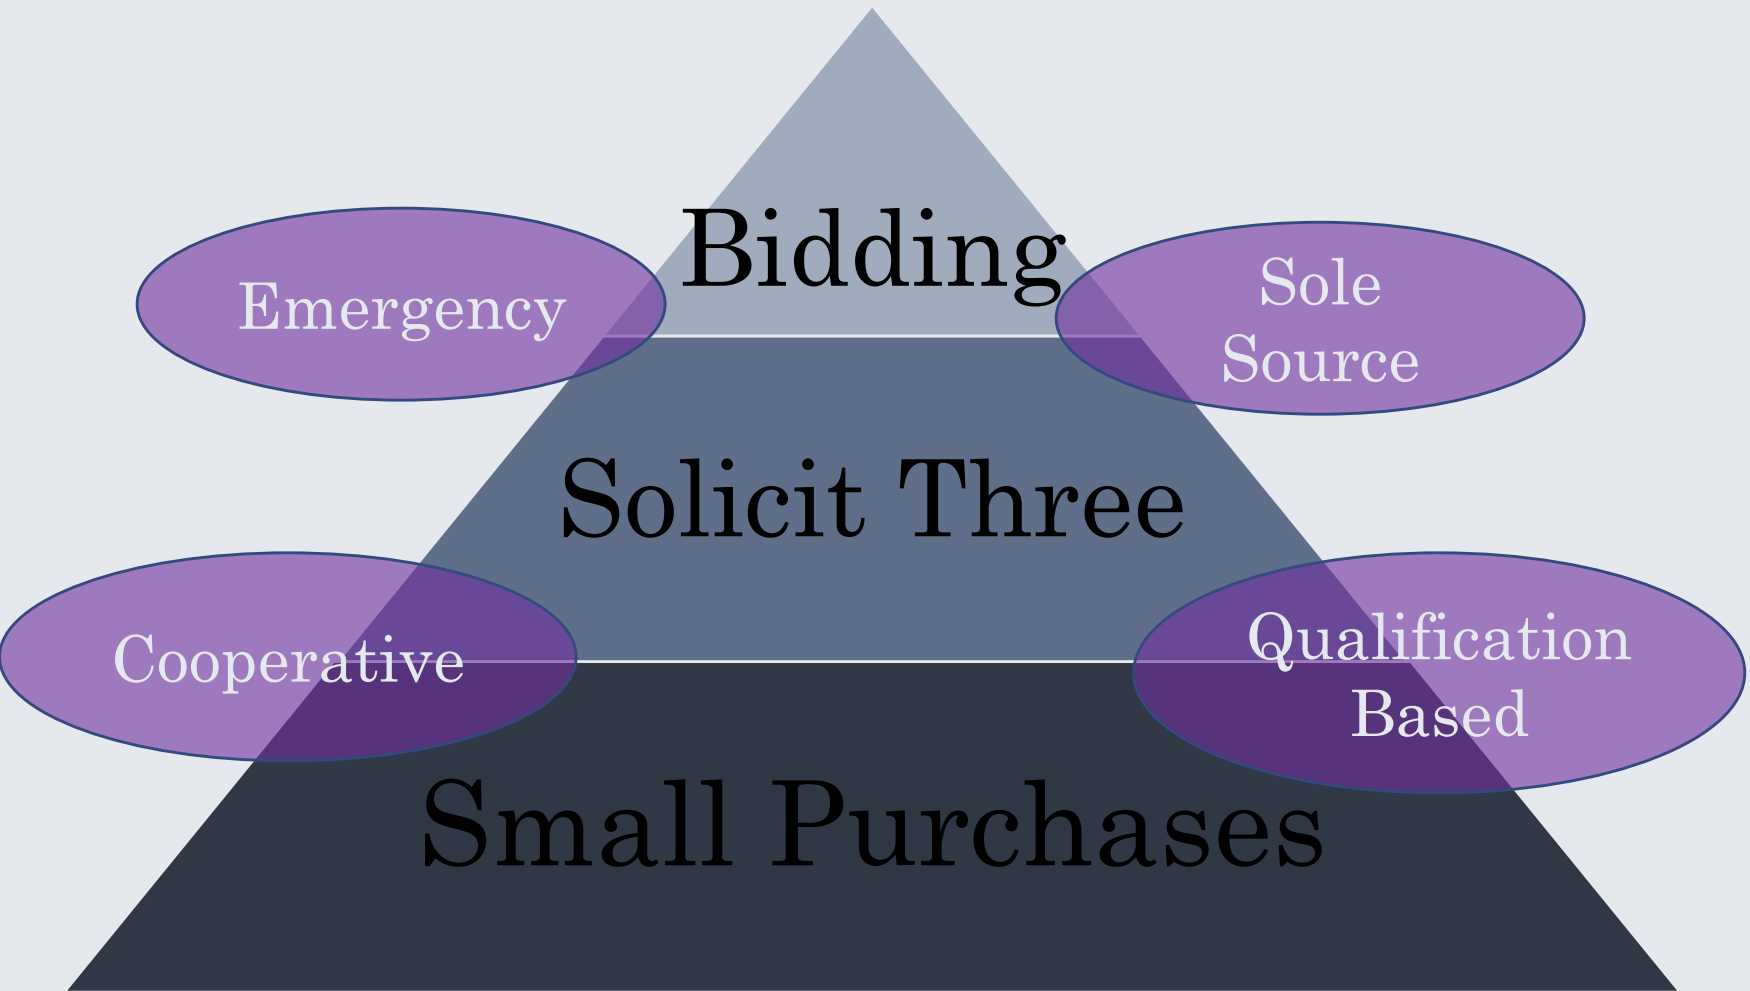 Bidding
Emergency
Sole
Source
Solicit Three
Cooperative
Qualification
Based
Small Purchases